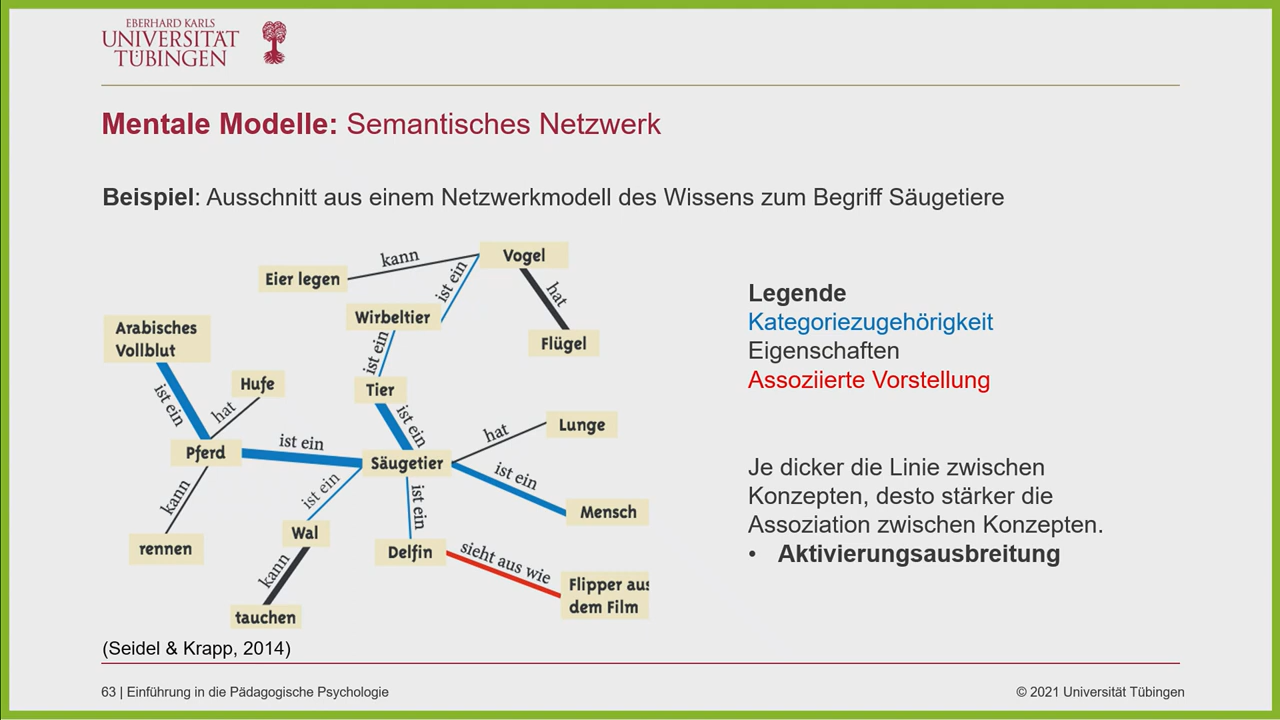 EBERHARD KARLS
UNIVERSITÄT
TÜBINGEN
Mentale Modelle: Semantisches Netzwerk
Beispiel: Ausschnitt aus einem Netzwerkmodell des Wissens zum Begriff Säugetiere
Vogel
kann
Eier legen
ist ein
hat
Wirbeltier
Flügel
Arabisches
Vollblut
ist ein
Tier
Hufe
ist ein
hat
ist ein
Lunge
hat
Pferd
ist ein
Säugetier
ist ein
kann
ist ein
ist ein
Mensch
rennen
Wal
Delfin
sieht aus wie
kann
Flipper aus
dem Film
tauchen
Legende
Kategoriezugehörigkeit
Eigenschaften
Assoziierte Vorstellung
Je dicker die Linie zwischen
Konzepten, desto stärker die
Assoziation zwischen Konzepten.
• Aktivierungsausbreitung
(Seidel & Krapp, 2014)
63 | Einführung in die Pädagogische Psychologie
© 2021 Universität Tübingen